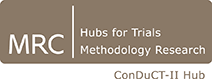 MRC
Hubs for Trials
Methodology Research
ConDuCT-II Hub